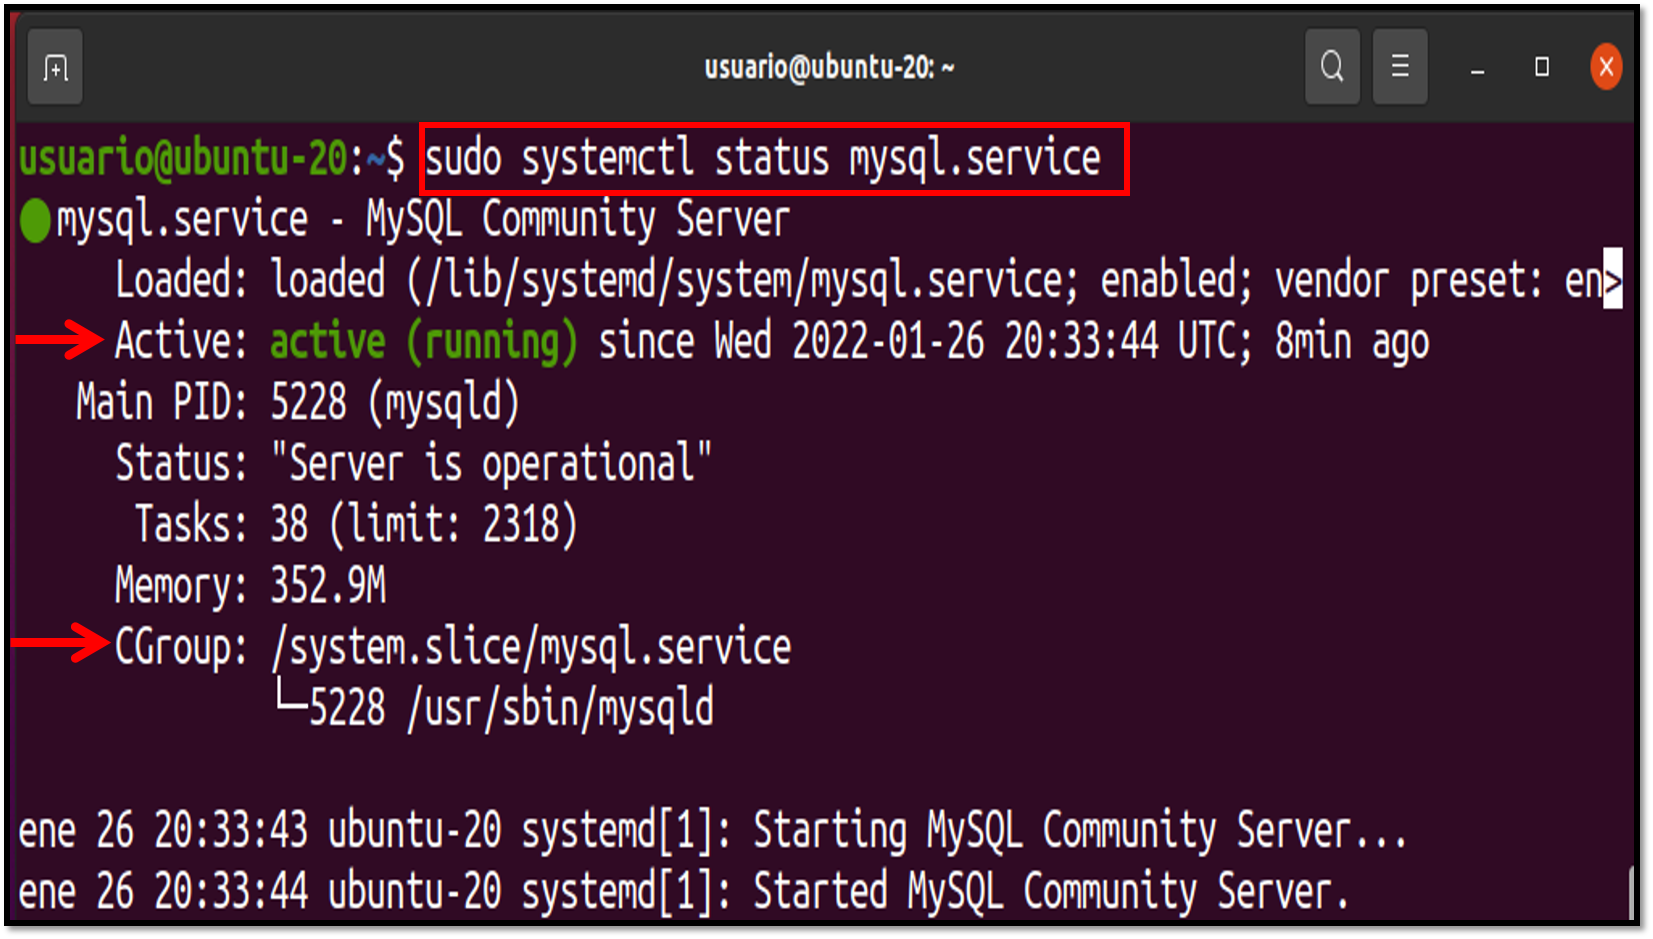 usuario@ubuntu-20: ~
usuario@ubuntu-20:~$ sudo systemctl status mysql.service
● mysql.service - MySQL Community Server
Loaded: loaded (/lib/systemd/system/mysql.service; enabled; vendor preset: en>
Active: active (running) since Wed 2022-01-26 20:33:44 UTC; 8min ago
Main PID: 5228 (mysqld)
Status: "Server is operational"
Tasks: 38 (limit: 2318)
Memory: 352.9M
CGroup: /system.slice/mysql.service
└─5228 /usr/sbin/mysqld
ene 26 20:33:43 ubuntu-20 systemd[1]: Starting MySQL Community Server...
ene 26 20:33:44 ubuntu-20 systemd[1]: Started MySQL Community Server.